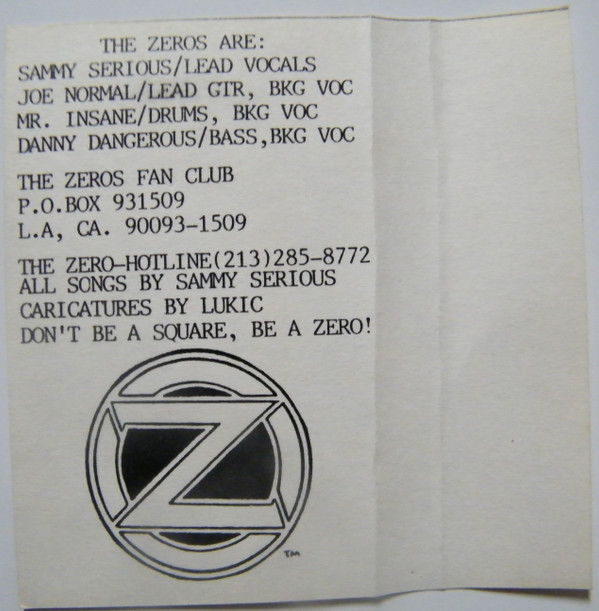 THE ZEROS ARE:
SAMMY SERIOUS/LEAD VOCALS
JOE NORMAL/LEAD GTR, BKG VOC
MR. INSANE/DRUMS, BKG VOC
DANNY DANGEROUS/BASS,BKG VOC
THE ZEROS FAN CLUB
P.O.BOX 931509
L.A, CA. 90093-1509
THE ZERO-HOTLINE(213)285-8772
ALL SONGS BY SAMMY SERIOUS
CARICATURES BY LUKIC
DON'T BE A SQUARE, BE A ZERO!
Z
TM